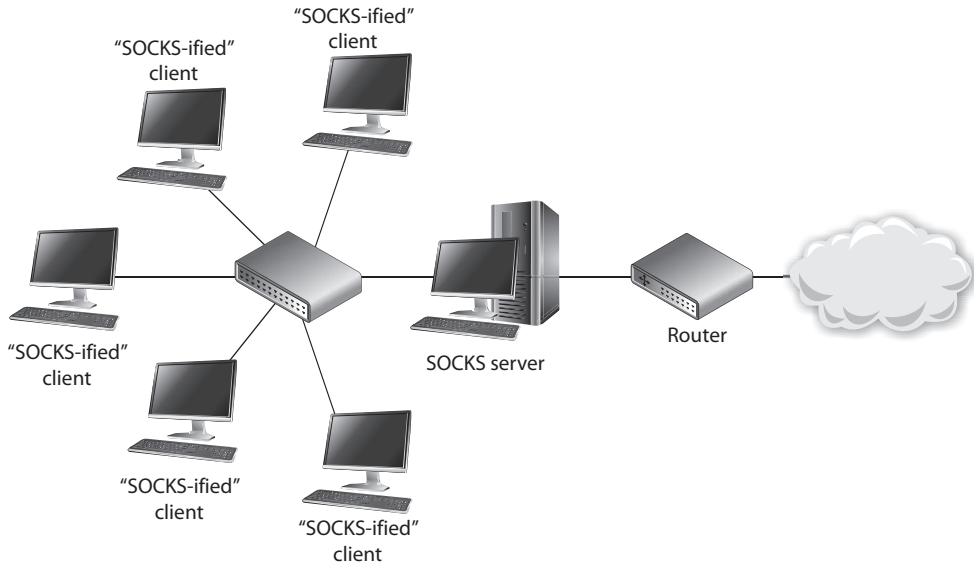 “SOCKS-ified”
client
“SOCKS-ified”
client
“SOCKS-ified”
client
SOCKS server
Router
“SOCKS-ified”
client
“SOCKS-ified”
client